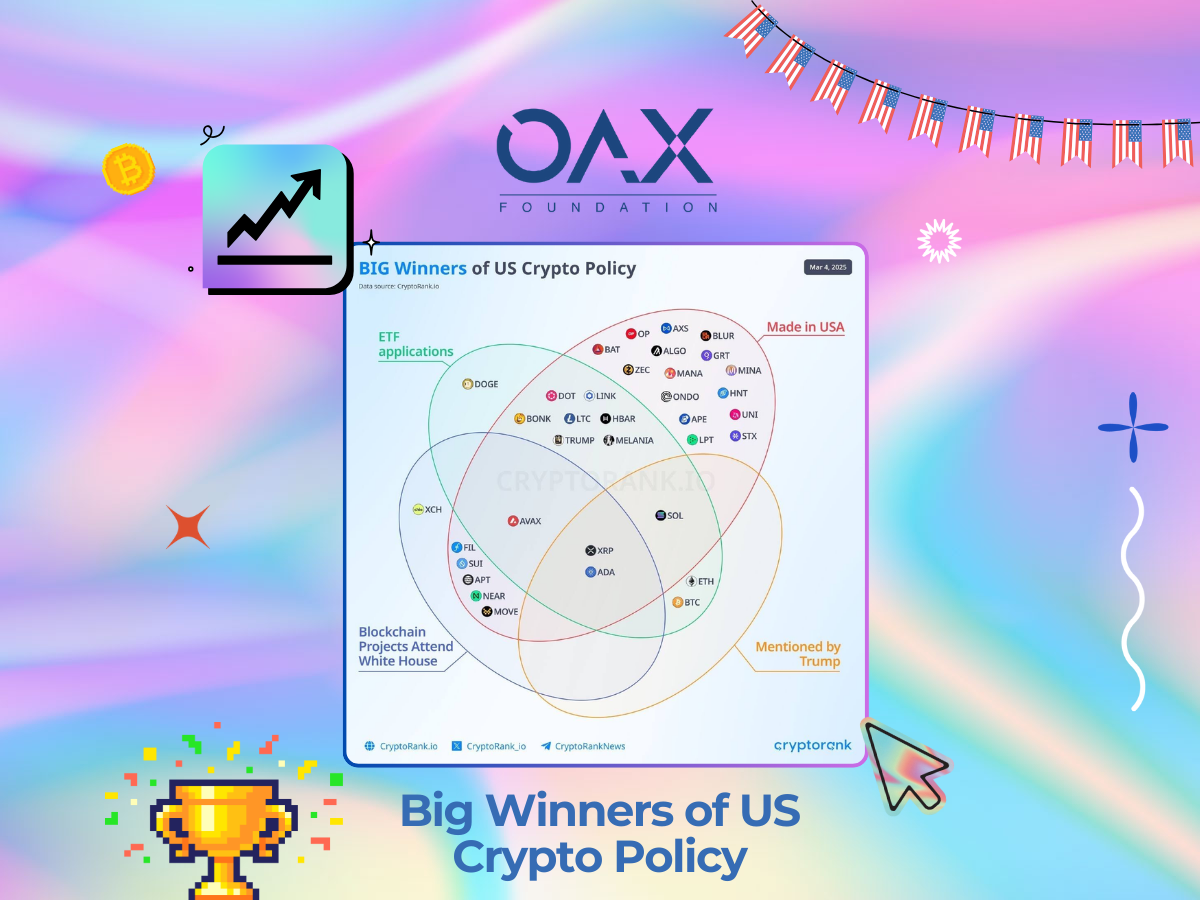 OAX
FOUNDATION
BIG Winners of US Crypto Policy
Mar 4, 2025
Data source: CryptoRank.io
ETF
applications
Made in USA
OP
AXS
BLUR
BAT
ALGO
GRT
ZEC
MANA
MINA
DOGE
DOT
LINK
ONDO
HNT
BONK
LTC
HBAR
APE
UNI
TRUMP
MELANIA
LPT
STX
CRYPTORANK.IO
XCH
AVAX
SOL
FIL
XRP
SUI
ADA
APT
ETH
NEAR
BTC
MOVE
Blockchain
Projects Attend
White House
Mentioned by
Trump
CryptoRank.io
CryptoRank_io
CryptoRankNews
cryptorank
Big Winners of US
Crypto Policy